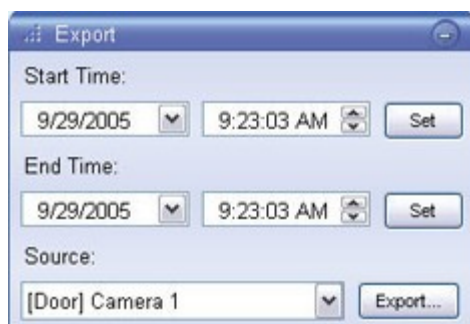 Export
Start Time:
9/29/2005 9:23:03 AM Set
End Time:
9/29/2005 9:23:03 AM Set
Source:
[Door] Camera 1 Export...